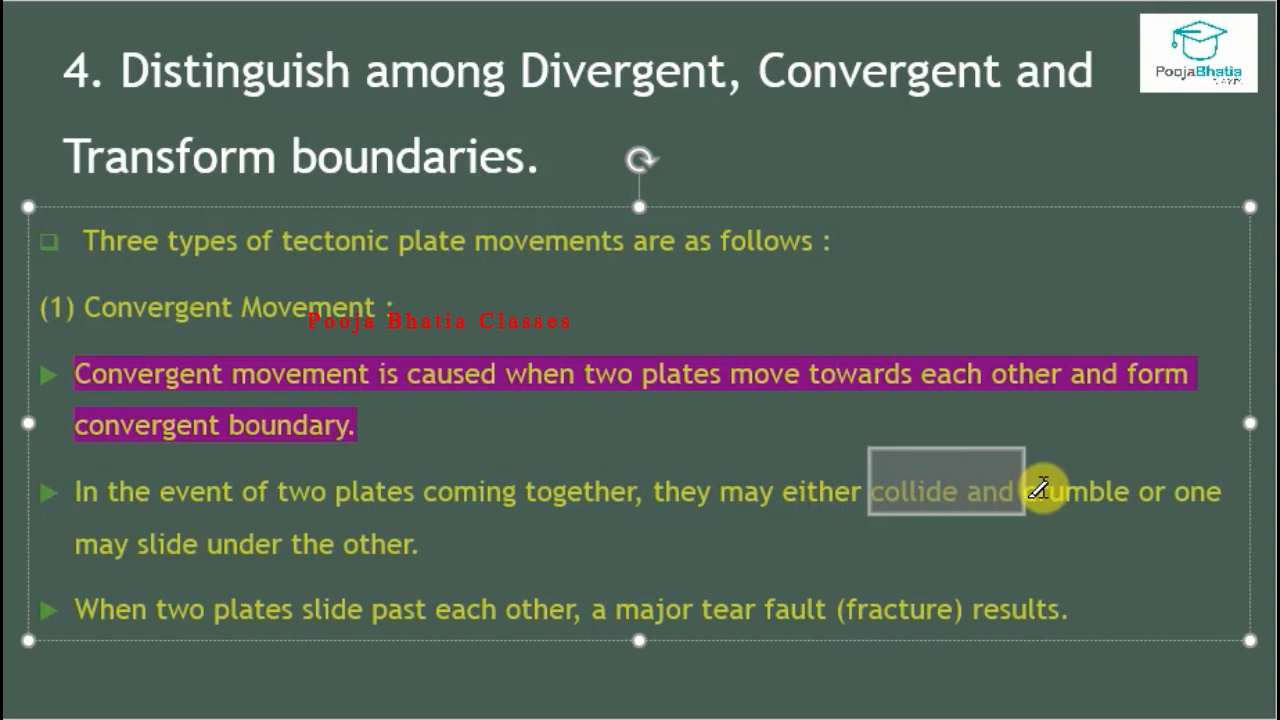 4. Distinguish among Divergent, Convergent and
Transform boundaries.
PoojaBhatia
Three types of tectonic plate movements are as follows :
(1) Convergent Movement :
Pooja Bhatia Classes
Convergent movement is caused when two plates move towards each other and form
convergent boundary.
In the event of two plates coming together, they may either collide and crumble or one
may slide under the other.
When two plates slide past each other, a major tear fault (fracture) results.